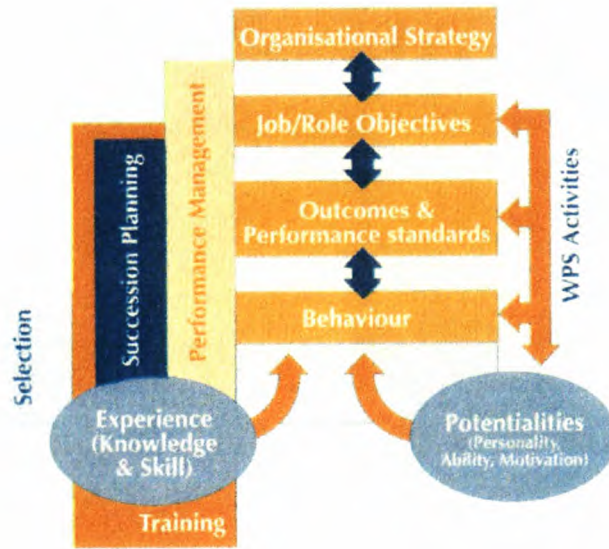 Organisational Strategy
Job/Role Objectives
Outcomes &
Performance standards
Behaviour
Selection
Succession Planning
Performance Management
WPS Activities
Experience
(Knowledge
& Skill)
Potentialities
(Personality,
Ability, Motivation)
Training